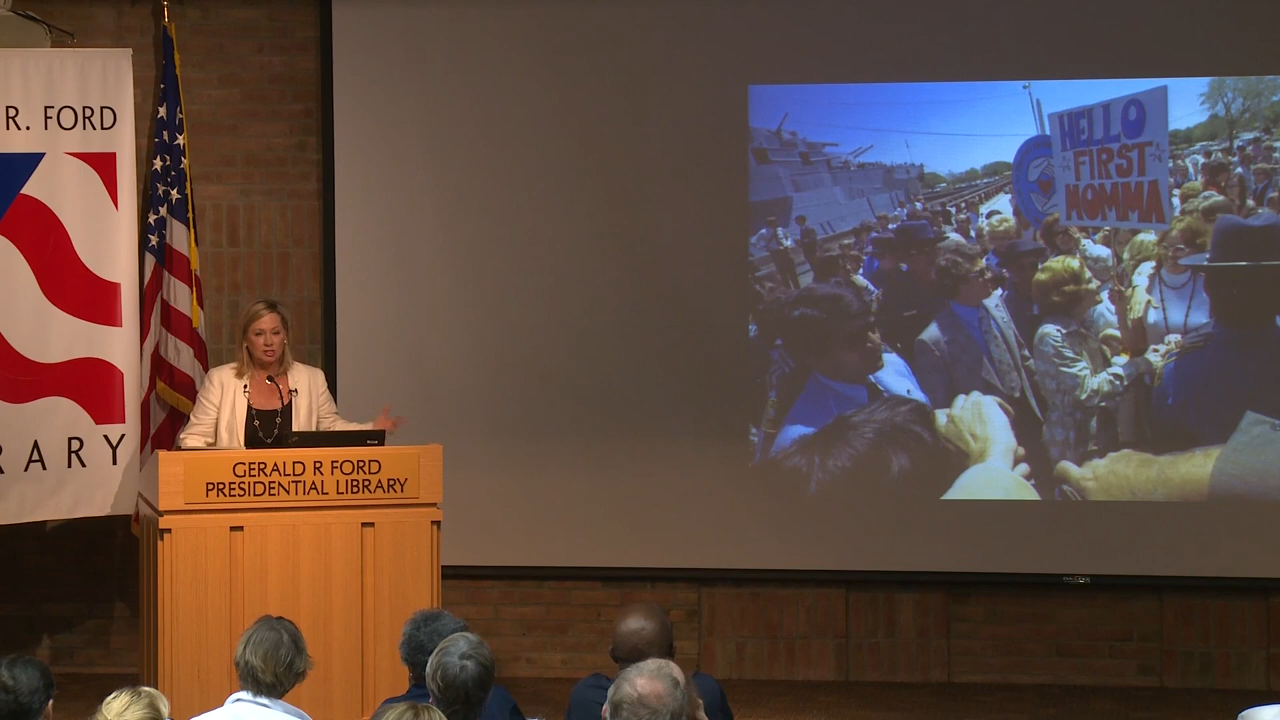 R. FORD
RARY
GERALD R FORD
PRESIDENTIAL LIBRARY
HELLO
FIRST
MOMMA